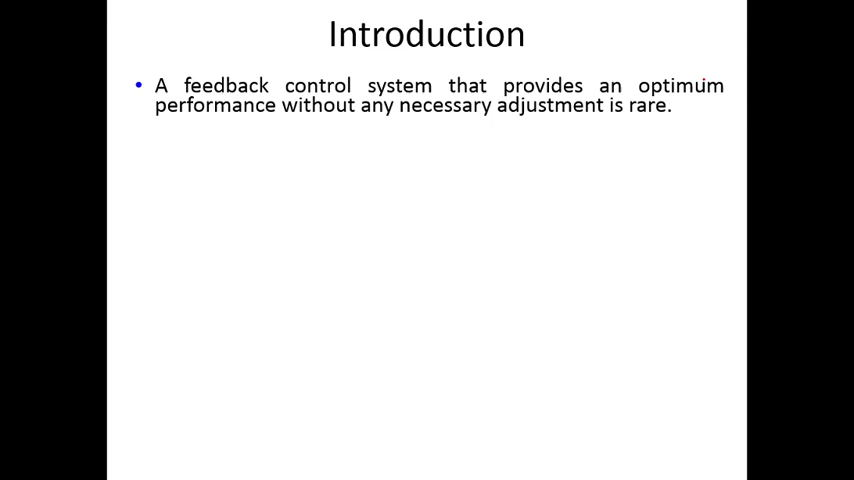 Introduction
• A feedback control system that provides an optimum
performance without any necessary adjustment is rare.